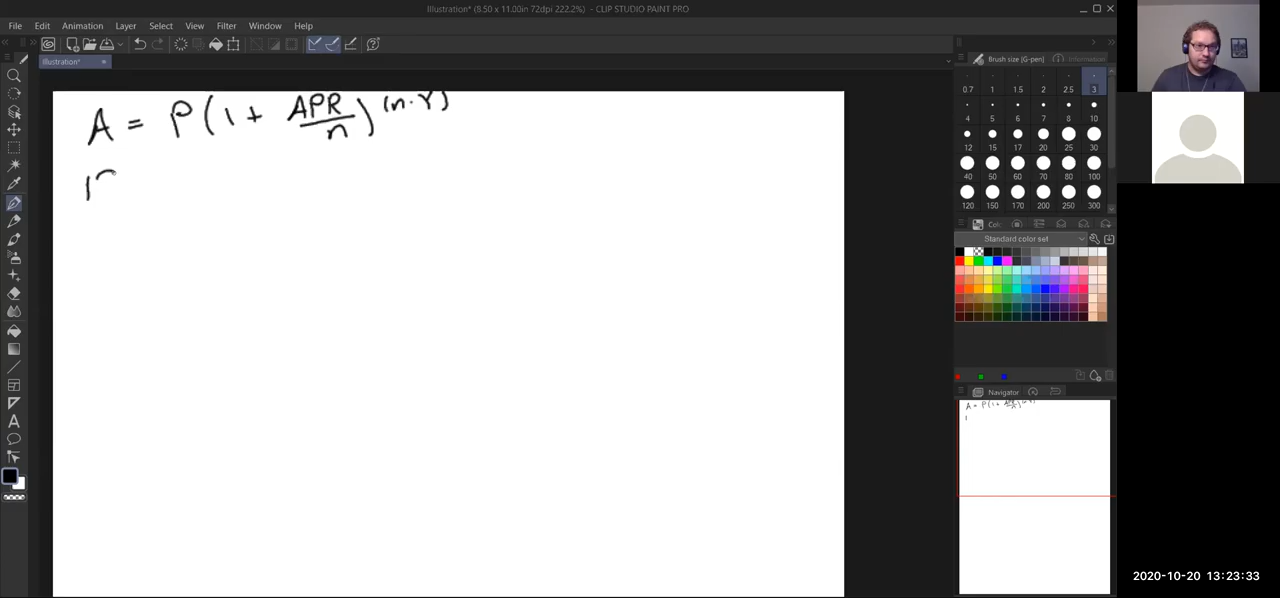 Illustration* (8.50 x 11.00in 72dpi 222.2%) - CLIP STUDIO PAINT PRO
File Edit Animation Layer Select View Filter Window Help
Illustration*
Brush size [G-pen] Information
0.7 1 1.5 2 2.5 3
4 5 6 7 8 10
12 15 17 20 25 30
40 50 60 70 80 100
120 150 170 200 250 300
A = P(1 + APR/n)^(n·Y)
Standard color set
Navigator
A = P(1 + APR/n)^(n·Y)
2020-10-20 13:23:33